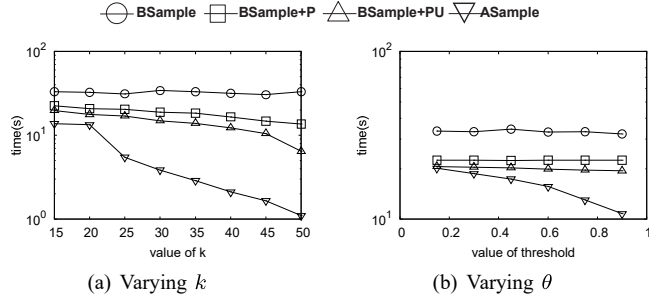 BSample BSample+P BSample+PU ASample
10^2
10^1
10^0
time(s)
15 20 25 30 35 40 45 50
value of k
(a) Varying k
10^2
10^1
time(s)
0 0.2 0.4 0.6 0.8 1
value of threshold
(b) Varying θ